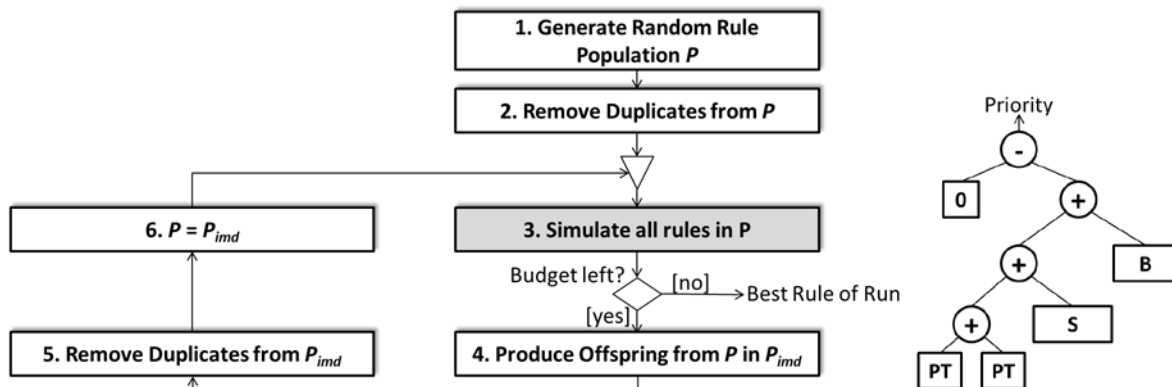 1. Generate Random Rule
Population P
2. Remove Duplicates from P
6. P = Pimd
3. Simulate all rules in P
Budget left?
[no]
Best Rule of Run
[yes]
5. Remove Duplicates from Pimd
4. Produce Offspring from P in Pimd
Priority
-
0
+
+
B
+
S
PT
PT